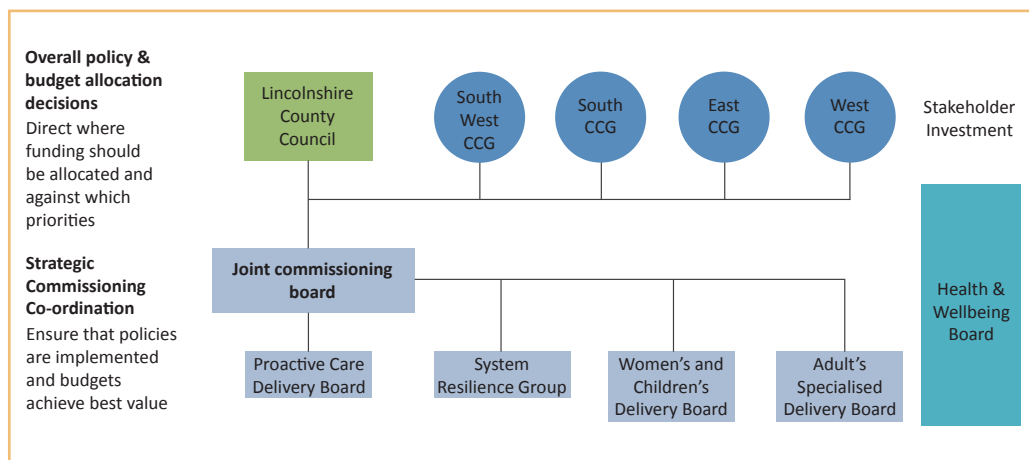 Overall policy &
budget allocation
decisions
Direct where
funding should
be allocated and
against which
priorities
Lincolnshire
County
Council
South
West
CCG
South
CCG
East
CCG
West
CCG
Stakeholder
Investment
Strategic
Commissioning
Co-ordination
Ensure that policies
are implemented
and budgets
achieve best value
Joint commissioning
board
Proactive Care
Delivery Board
System
Resilience Group
Women’s and
Children’s
Delivery Board
Adult’s
Specialised
Delivery Board
Health &
Wellbeing
Board